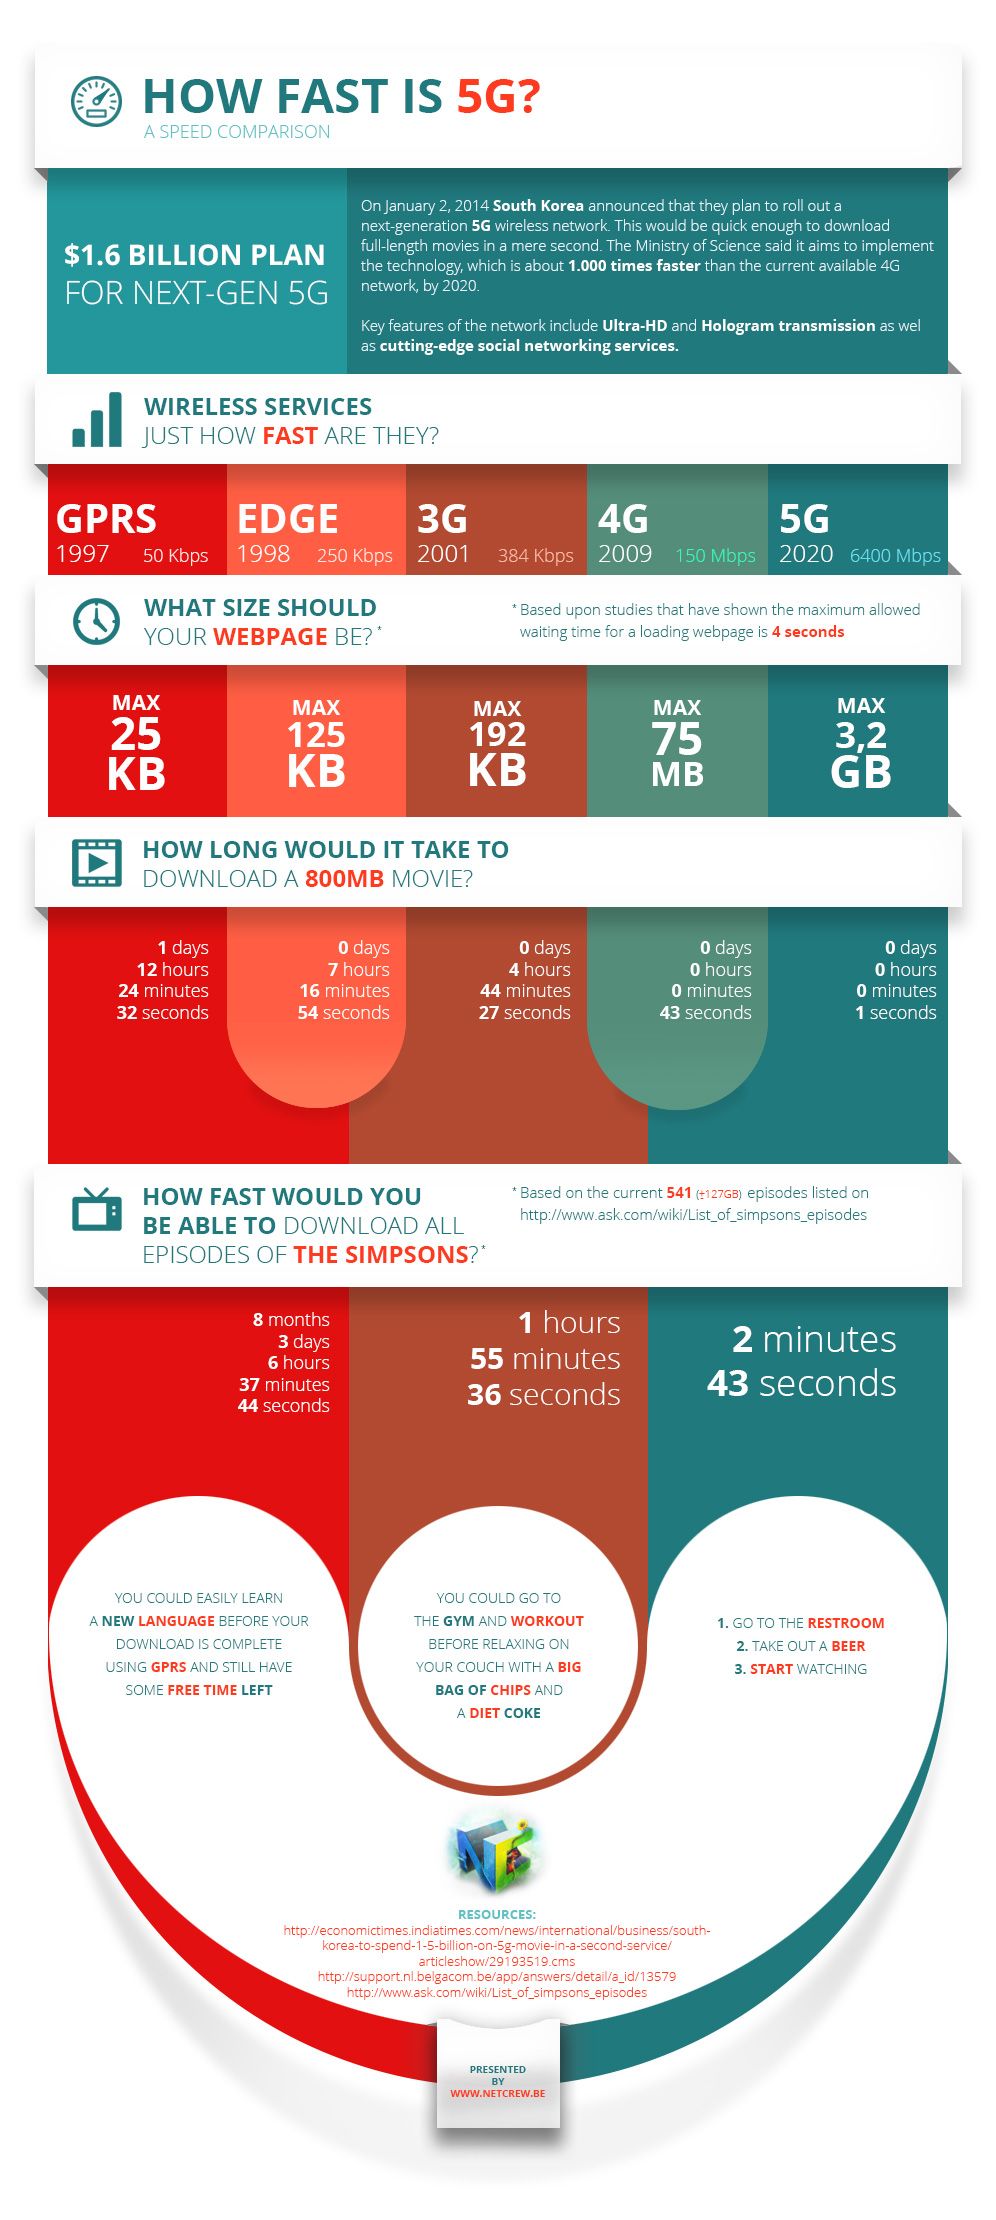 HOW FAST IS 5G?
A SPEED COMPARISON
$1.6 BILLION PLAN
FOR NEXT-GEN 5G
On January 2, 2014 South Korea announced that they plan to roll out a
next-generation 5G wireless network. This would be quick enough to download
full-length movies in a mere second. The Ministry of Science said it aims to implement
the technology, which is about 1.000 times faster than the current available 4G
network, by 2020.
Key features of the network include Ultra-HD and Hologram transmission as wel
as cutting-edge social networking services.
WIRELESS SERVICES
JUST HOW FAST ARE THEY?
GPRS
1997 50 Kbps
EDGE
1998 250 Kbps
3G
2001 384 Kbps
4G
2009 150 Mbps
5G
2020 6400 Mbps
WHAT SIZE SHOULD
YOUR WEBPAGE BE? *
* Based upon studies that have shown the maximum allowed
waiting time for a loading webpage is 4 seconds
MAX
25
KB
MAX
125
KB
MAX
192
KB
MAX
75
MB
MAX
3,2
GB
HOW LONG WOULD IT TAKE TO
DOWNLOAD A 800MB MOVIE?
1 days
12 hours
24 minutes
32 seconds
0 days
7 hours
16 minutes
54 seconds
0 days
4 hours
44 minutes
27 seconds
0 days
0 hours
0 minutes
43 seconds
0 days
0 hours
0 minutes
1 seconds
HOW FAST WOULD YOU
BE ABLE TO DOWNLOAD ALL
EPISODES OF THE SIMPSONS?*
* Based on the current 541 (±127GB) episodes listed on
http://www.ask.com/wiki/List_of_simpsons_episodes
8 months
3 days
6 hours
37 minutes
44 seconds
1 hours
55 minutes
36 seconds
2 minutes
43 seconds
YOU COULD EASILY LEARN
A NEW LANGUAGE BEFORE YOUR
DOWNLOAD IS COMPLETE
USING GPRS AND STILL HAVE
SOME FREE TIME LEFT
YOU COULD GO TO
THE GYM AND WORKOUT
BEFORE RELAXING ON
YOUR COUCH WITH A BIG
BAG OF CHIPS AND
A DIET COKE
1. GO TO THE RESTROOM
2. TAKE OUT A BEER
3. START WATCHING
NE
RESOURCES:
http://economictimes.indiatimes.com/news/international/business/south-
korea-to-spend-1-5-billion-on-5g-movie-in-a-second-service/
articleshow/29193519.cms
http://support.nl.belgacom.be/app/answers/detail/a_id/13579
http://www.ask.com/wiki/List_of_simpsons_episodes
PRESENTED
BY
WWW.NETCREW.BE